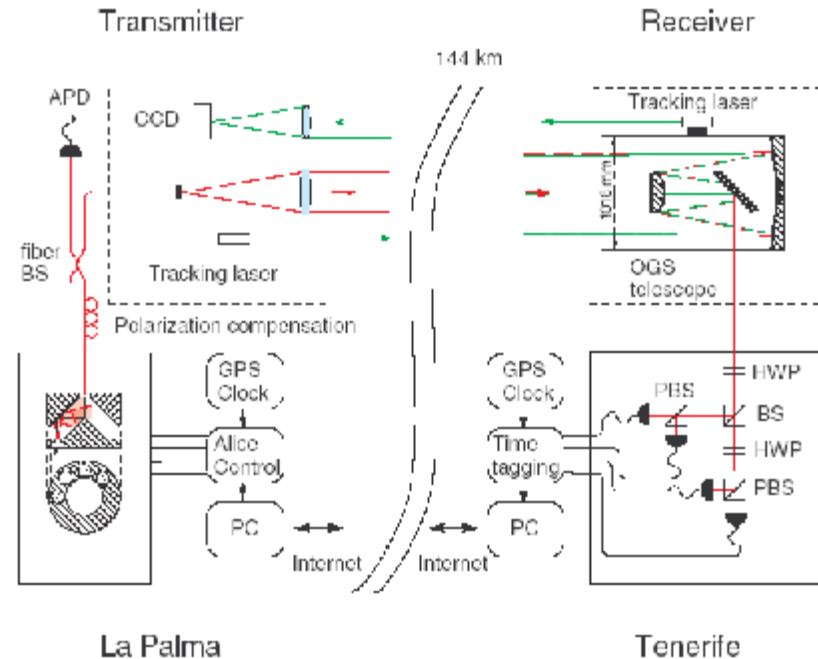 Transmitter
Receiver
144 km
APD
CCD
Tracking laser
fiber
BS
Tracking laser
OGS
telescope
Polarization compensation
GPS
Clock
GPS
Clock
PBS
HWP
BS
Alice
Control
Time
tagging
HWP
PBS
PC
PC
Internet
Internet
La Palma
Tenerife